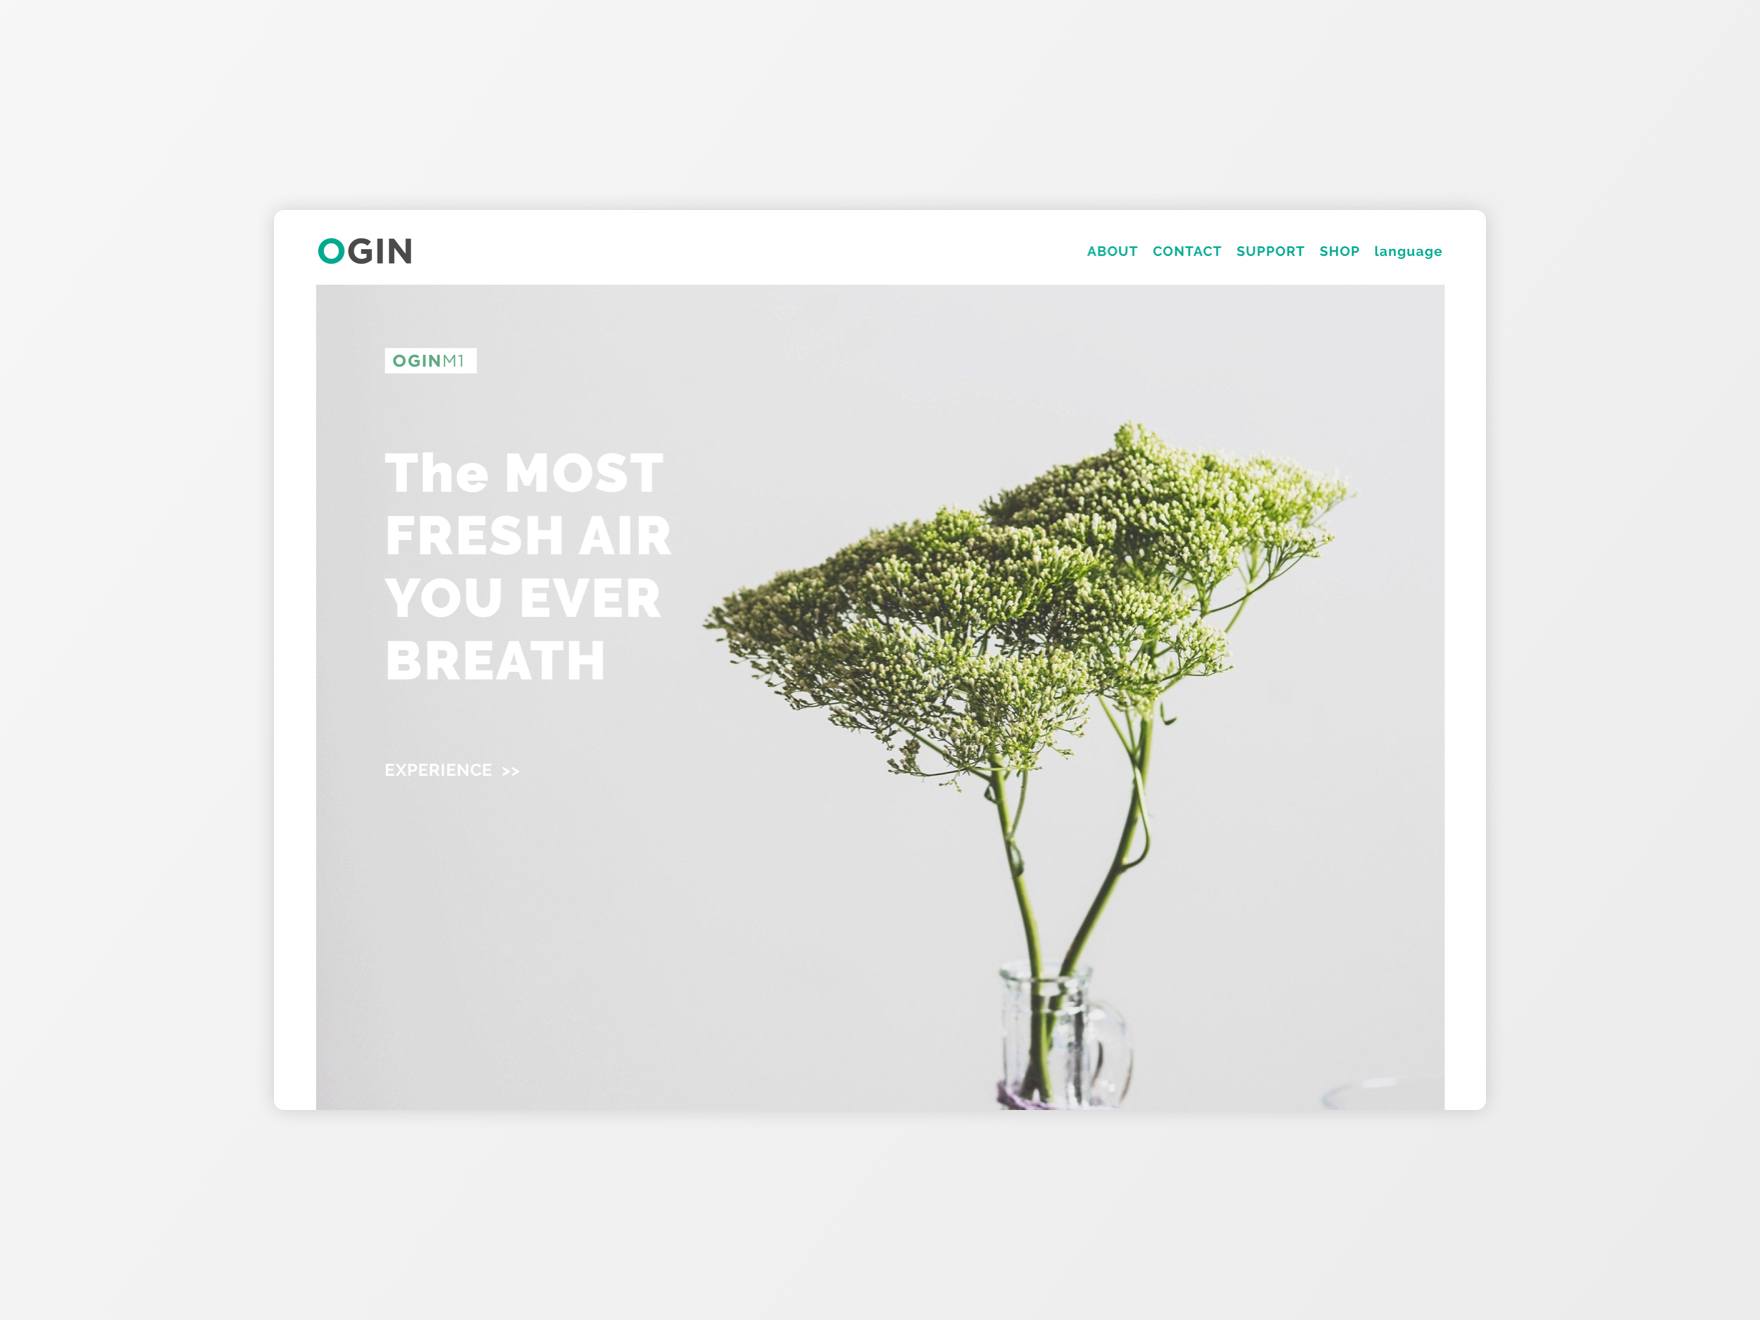 OGIN
ABOUT CONTACT SUPPORT SHOP language
OGINM1
The MOST
FRESH AIR
YOU EVER
BREATH
EXPERIENCE >>